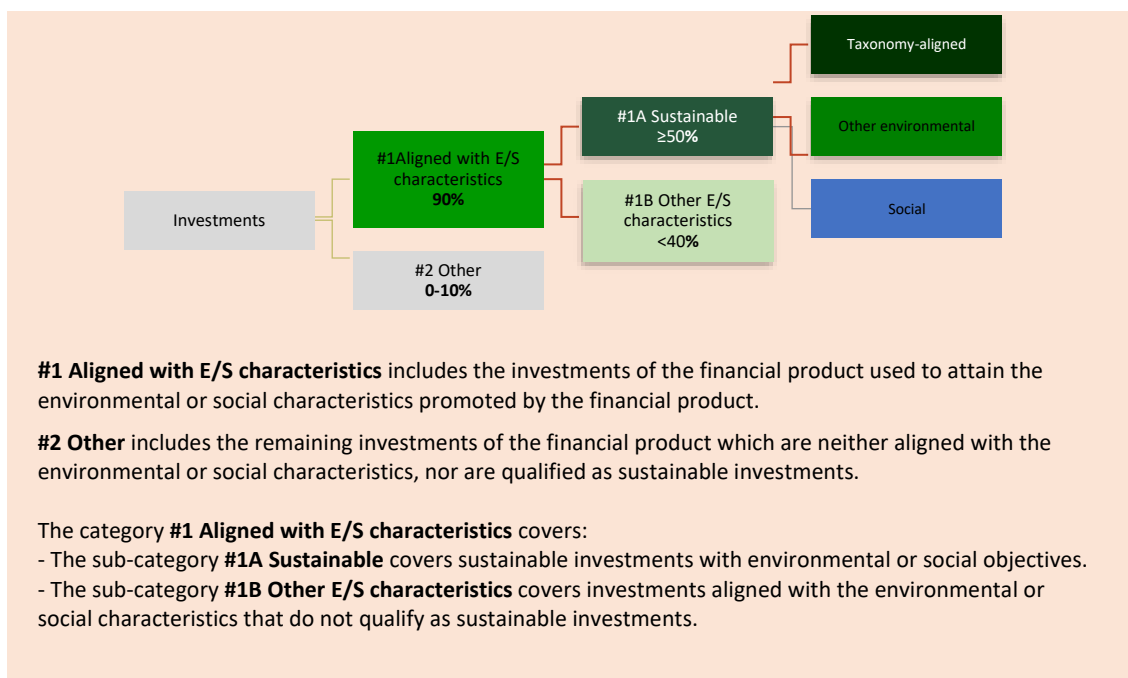 Taxonomy-aligned
#1A Sustainable
≥50%
Other environmental
#1Aligned with E/S
characteristics
90%
#1B Other E/S
characteristics
<40%
Social
Investments
#2 Other
0-10%
#1 Aligned with E/S characteristics includes the investments of the financial product used to attain the
environmental or social characteristics promoted by the financial product.
#2 Other includes the remaining investments of the financial product which are neither aligned with the
environmental or social characteristics, nor are qualified as sustainable investments.
The category #1 Aligned with E/S characteristics covers:
- The sub-category #1A Sustainable covers sustainable investments with environmental or social objectives.
- The sub-category #1B Other E/S characteristics covers investments aligned with the environmental or
social characteristics that do not qualify as sustainable investments.